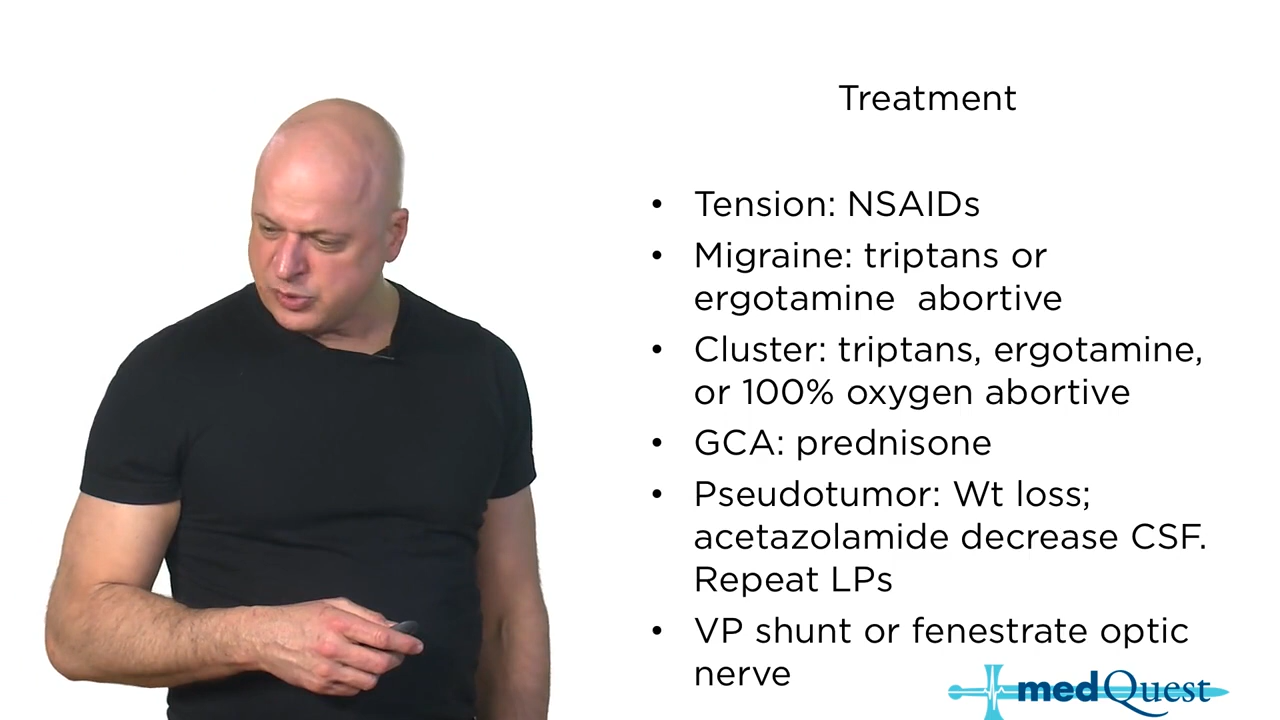 Treatment
• Tension: NSAIDs
• Migraine: triptans or
ergotamine  abortive
• Cluster: triptans, ergotamine,
or 100% oxygen abortive
• GCA: prednisone
• Pseudotumor: Wt loss;
acetazolamide decrease CSF.
Repeat LPs
• VP shunt or fenestrate optic
nerve
medQuest